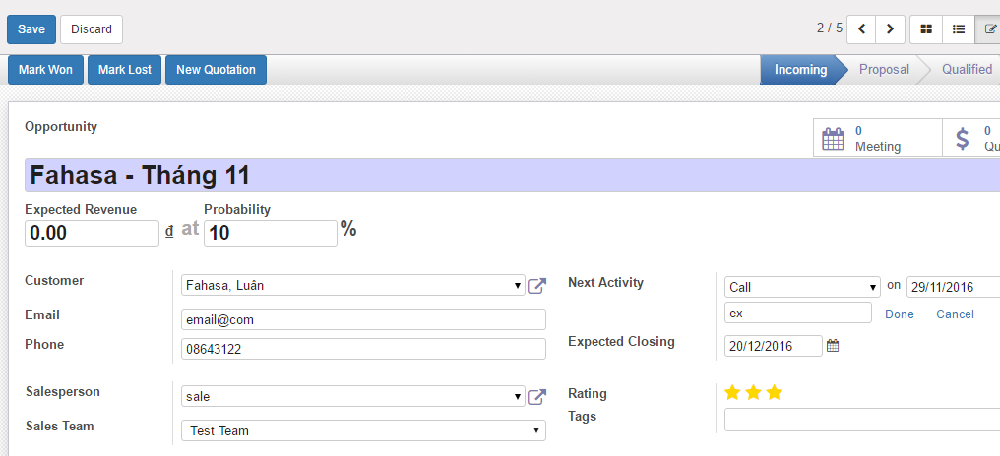 Save Discard 2 / 5
Mark Won Mark Lost New Quotation Incoming Proposal Qualified
Opportunity
0
Meeting
0
Qu
Fahasa - Tháng 11
Expected Revenue Probability
0.00 đ at 10 %
Customer Fahasa, Luân
Email email@com
Phone 08643122
Next Activity Call on 29/11/2016
ex Done Cancel
Expected Closing 20/12/2016
Salesperson sale
Sales Team Test Team
Rating
Tags